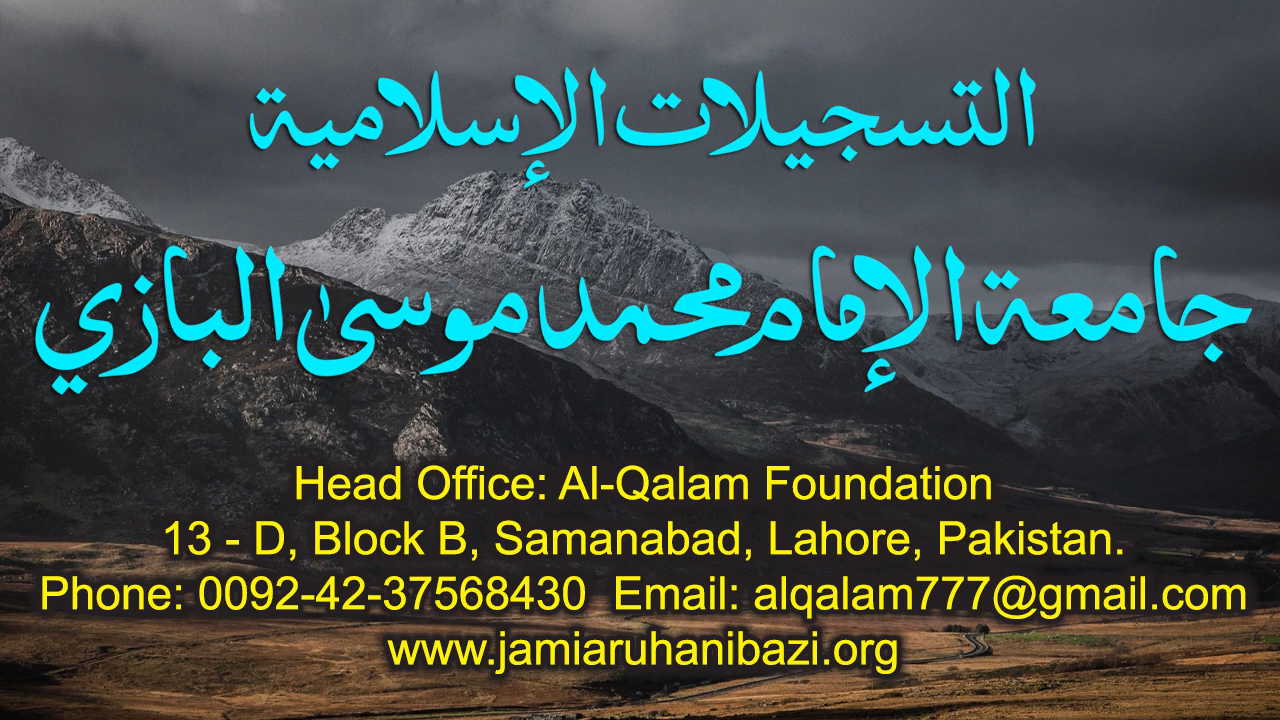 التسجيلات الإسلامية
جامعة الإمام محمد موسىٰ البازي
Head Office: Al-Qalam Foundation
13 - D, Block B, Samanabad, Lahore, Pakistan.
Phone: 0092-42-37568430 Email: alqalam777@gmail.com
www.jamiaruhanibazi.org